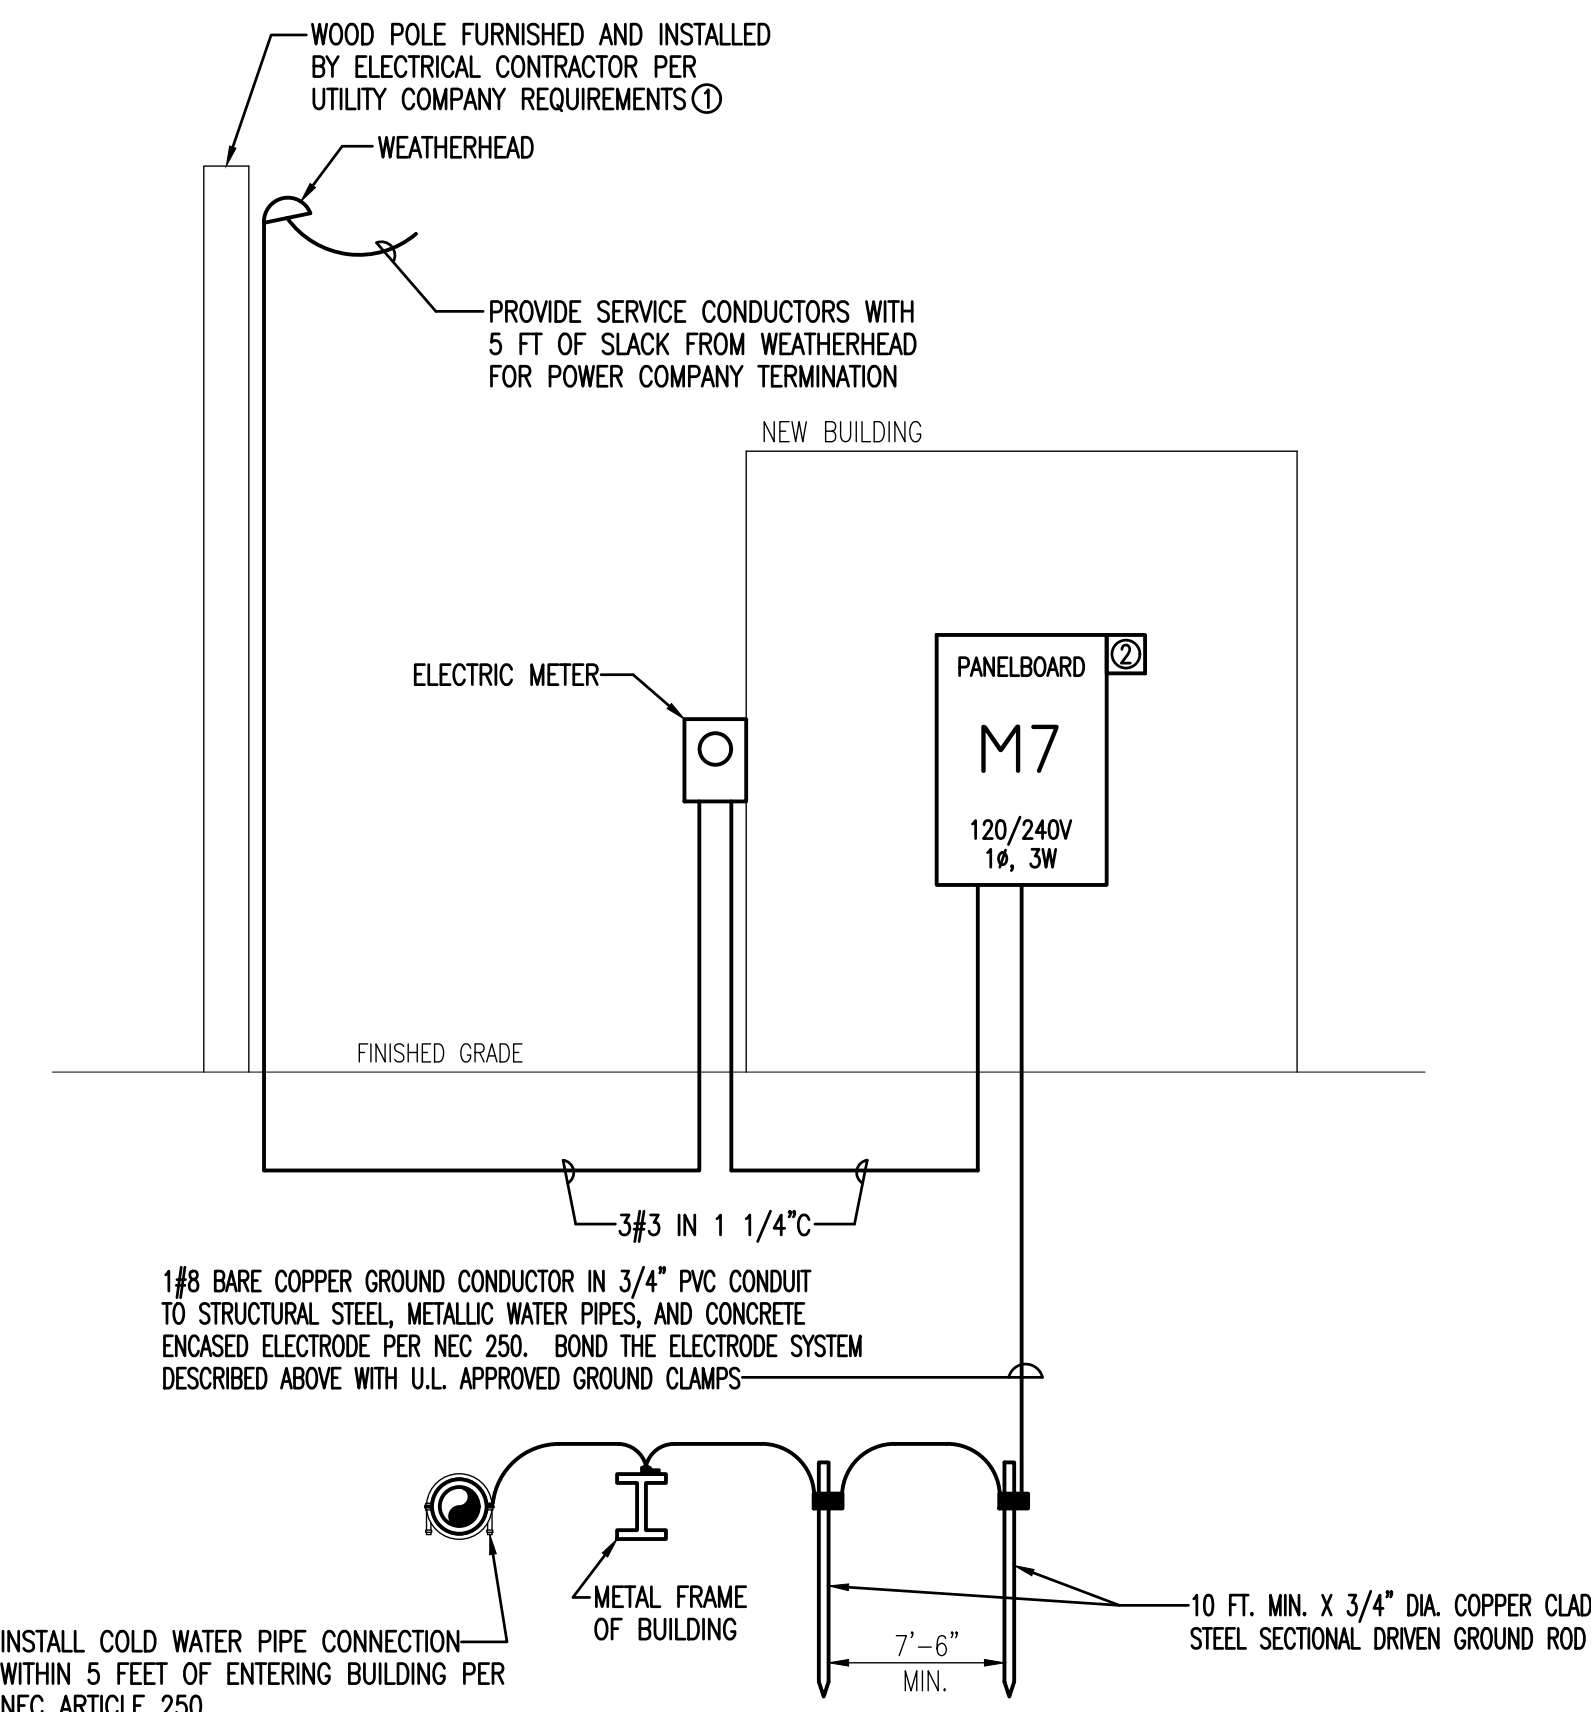 WOOD POLE FURNISHED AND INSTALLED
BY ELECTRICAL CONTRACTOR PER
UTILITY COMPANY REQUIREMENTS ①
WEATHERHEAD
PROVIDE SERVICE CONDUCTORS WITH
5 FT OF SLACK FROM WEATHERHEAD
FOR POWER COMPANY TERMINATION
NEW BUILDING
ELECTRIC METER
PANELBOARD
②
M7
120/240V
1ø, 3W
FINISHED GRADE
3#3 IN 1 1/4"C
1#8 BARE COPPER GROUND CONDUCTOR IN 3/4" PVC CONDUIT
TO STRUCTURAL STEEL, METALLIC WATER PIPES, AND CONCRETE
ENCASED ELECTRODE PER NEC 250. BOND THE ELECTRODE SYSTEM
DESCRIBED ABOVE WITH U.L. APPROVED GROUND CLAMPS
METAL FRAME
OF BUILDING
INSTALL COLD WATER PIPE CONNECTION
WITHIN 5 FEET OF ENTERING BUILDING PER
NEC ARTICLE 250
7'-6"
MIN.
10 FT. MIN. X 3/4" DIA. COPPER CLAD
STEEL SECTIONAL DRIVEN GROUND ROD